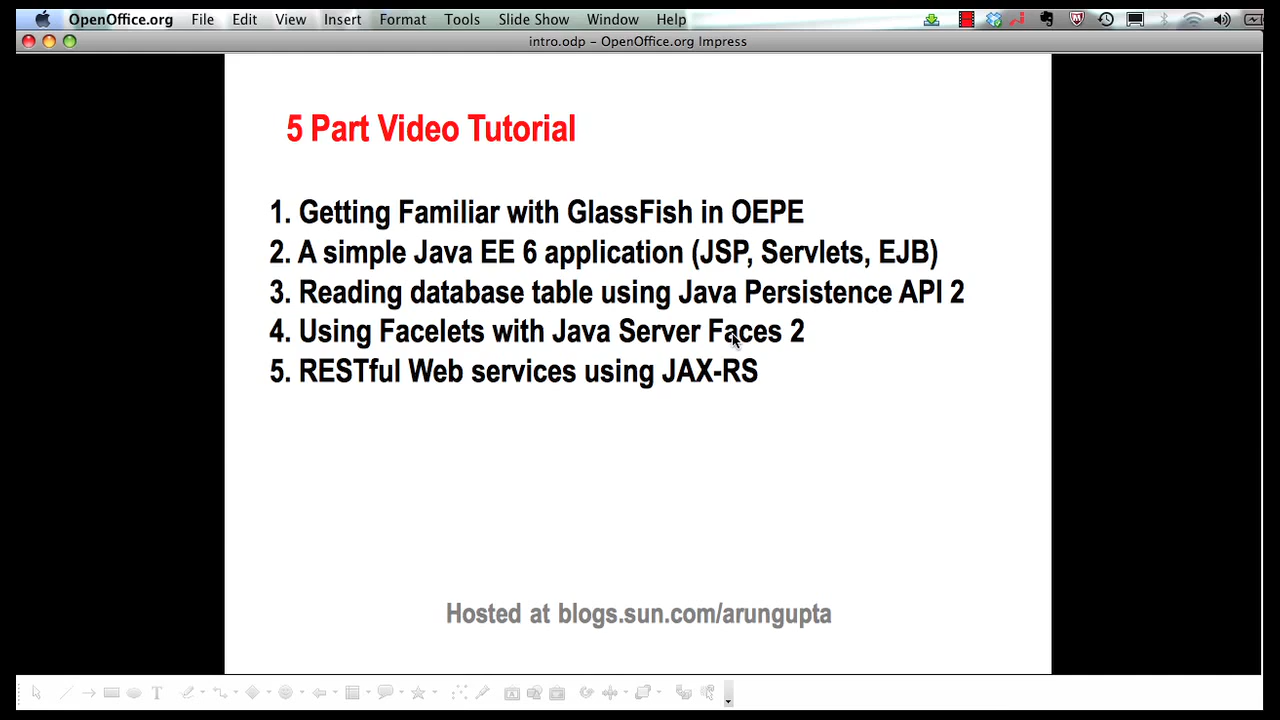 OpenOffice.org File Edit View Insert Format Tools Slide Show Window Help
intro.odp – OpenOffice.org Impress
5 Part Video Tutorial
1. Getting Familiar with GlassFish in OEPE
2. A simple Java EE 6 application (JSP, Servlets, EJB)
3. Reading database table using Java Persistence API 2
4. Using Facelets with Java Server Faces 2
5. RESTful Web services using JAX-RS
Hosted at blogs.sun.com/arungupta